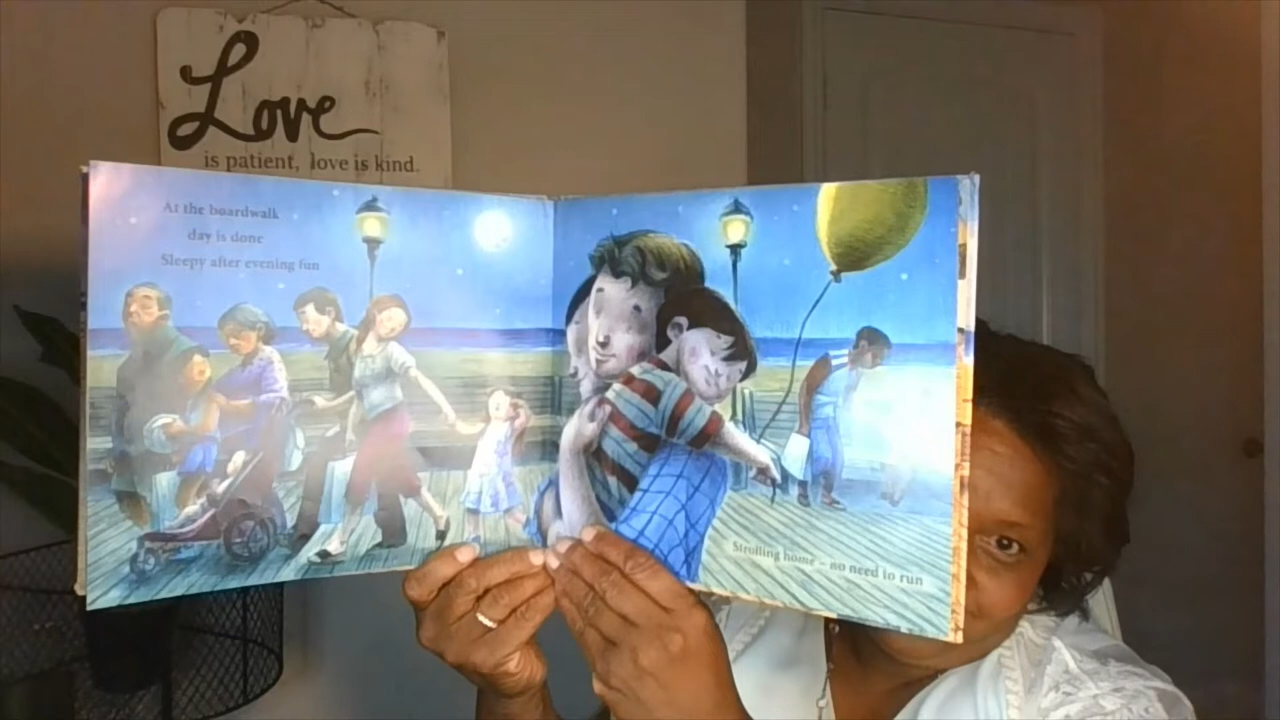 Love
is patient, love is kind.
At the boardwalk
day is done
Sleepy after evening fun
Strolling home – no need to run